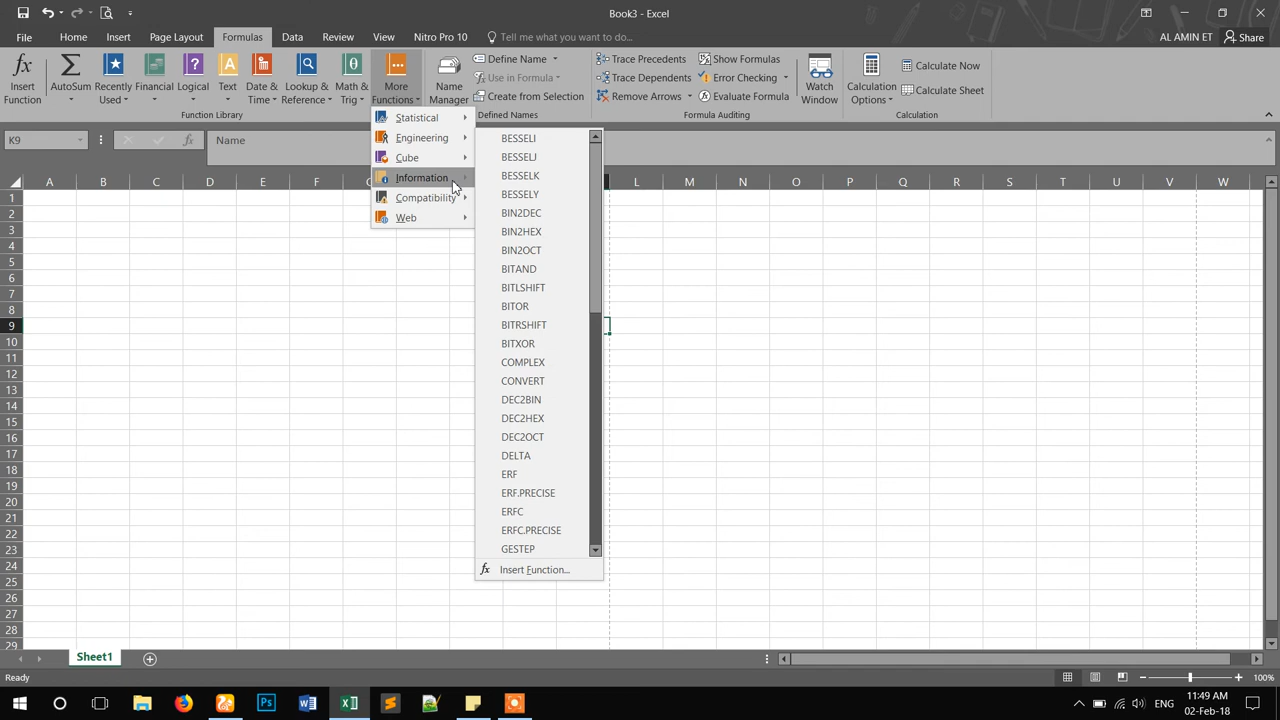 Book3 - Excel
File Home Insert Page Layout Formulas Data Review View Nitro Pro 10 Tell me what you want to do... AL AMIN ET Share
Insert Function
AutoSum
Recently Used
Financial
Logical
Text
Date & Time
Lookup & Reference
Math & Trig
More Functions
Function Library
Name Manager
Define Name
Use in Formula
Create from Selection
Defined Names
Trace Precedents
Trace Dependents
Remove Arrows
Show Formulas
Error Checking
Evaluate Formula
Formula Auditing
Watch Window
Calculation Options
Calculate Now
Calculate Sheet
Calculation
K9
fx
Name
Statistical
Engineering
Cube
Information
Compatibility
Web
BESSELI
BESSELJ
BESSELK
BESSELY
BIN2DEC
BIN2HEX
BIN2OCT
BITAND
BITLSHIFT
BITOR
BITRSHIFT
BITXOR
COMPLEX
CONVERT
DEC2BIN
DEC2HEX
DEC2OCT
DELTA
ERF
ERF.PRECISE
ERFC
ERFC.PRECISE
GESTEP
fx Insert Function...
A B C D E F G L M N O P Q R S T U V W
1
2
3
4
5
6
7
8
9
10
11
12
13
14
15
16
17
18
19
20
21
22
23
24
25
26
27
28
29
Sheet1
Ready
100%
ENG
11:49 AM
02-Feb-18